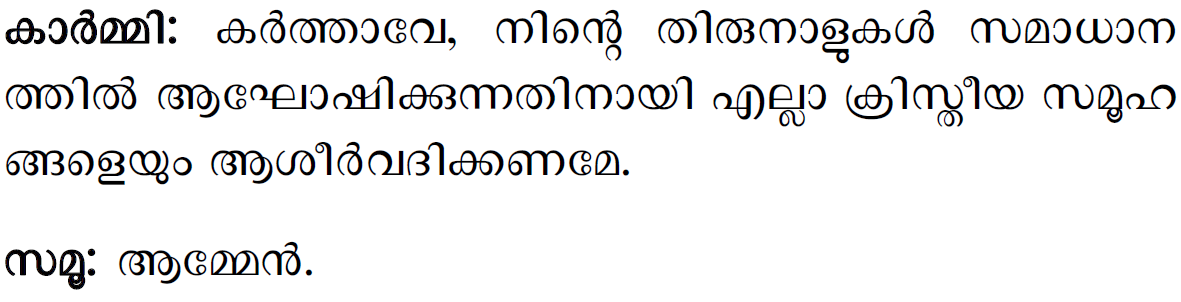 കാർമ്മി: കർത്താവേ, നിന്റെ തിരുനാളുകൾ സമാധാന
ത്തിൽ ആഘോഷിക്കുന്നതിനായി എല്ലാ ക്രിസ്തീയ സമൂഹ
ങ്ങളെയും ആശീർവദിക്കണമേ.
സമൂ: ആമ്മേൻ.